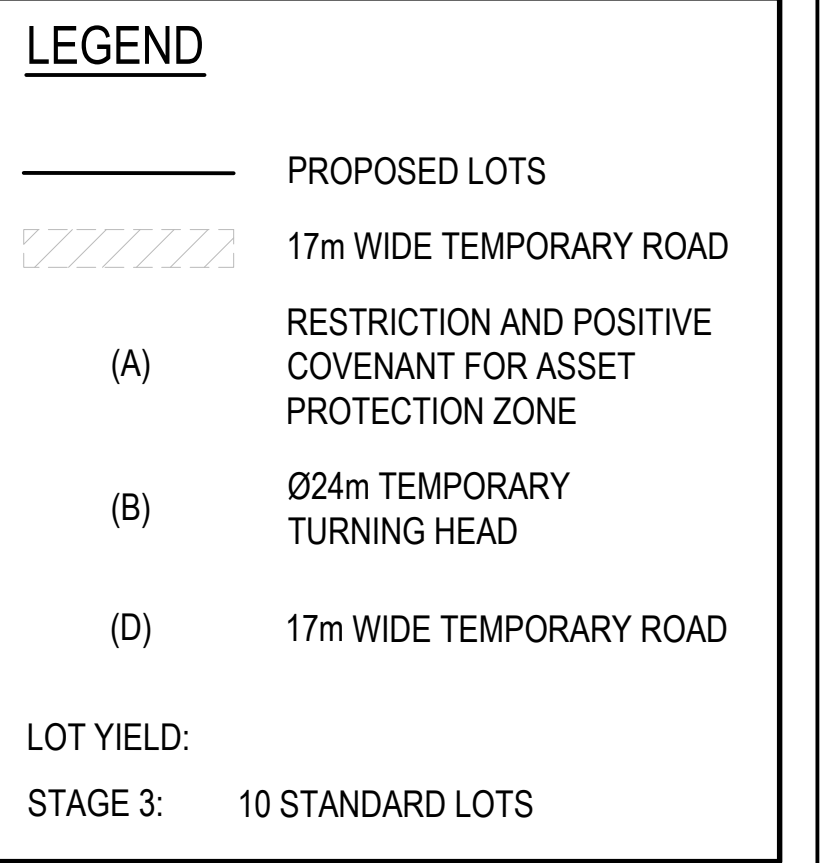 LEGEND
PROPOSED LOTS
17m WIDE TEMPORARY ROAD
(A) RESTRICTION AND POSITIVE
COVENANT FOR ASSET
PROTECTION ZONE
(B) Ø24m TEMPORARY
TURNING HEAD
(D) 17m WIDE TEMPORARY ROAD
LOT YIELD:
STAGE 3: 10 STANDARD LOTS